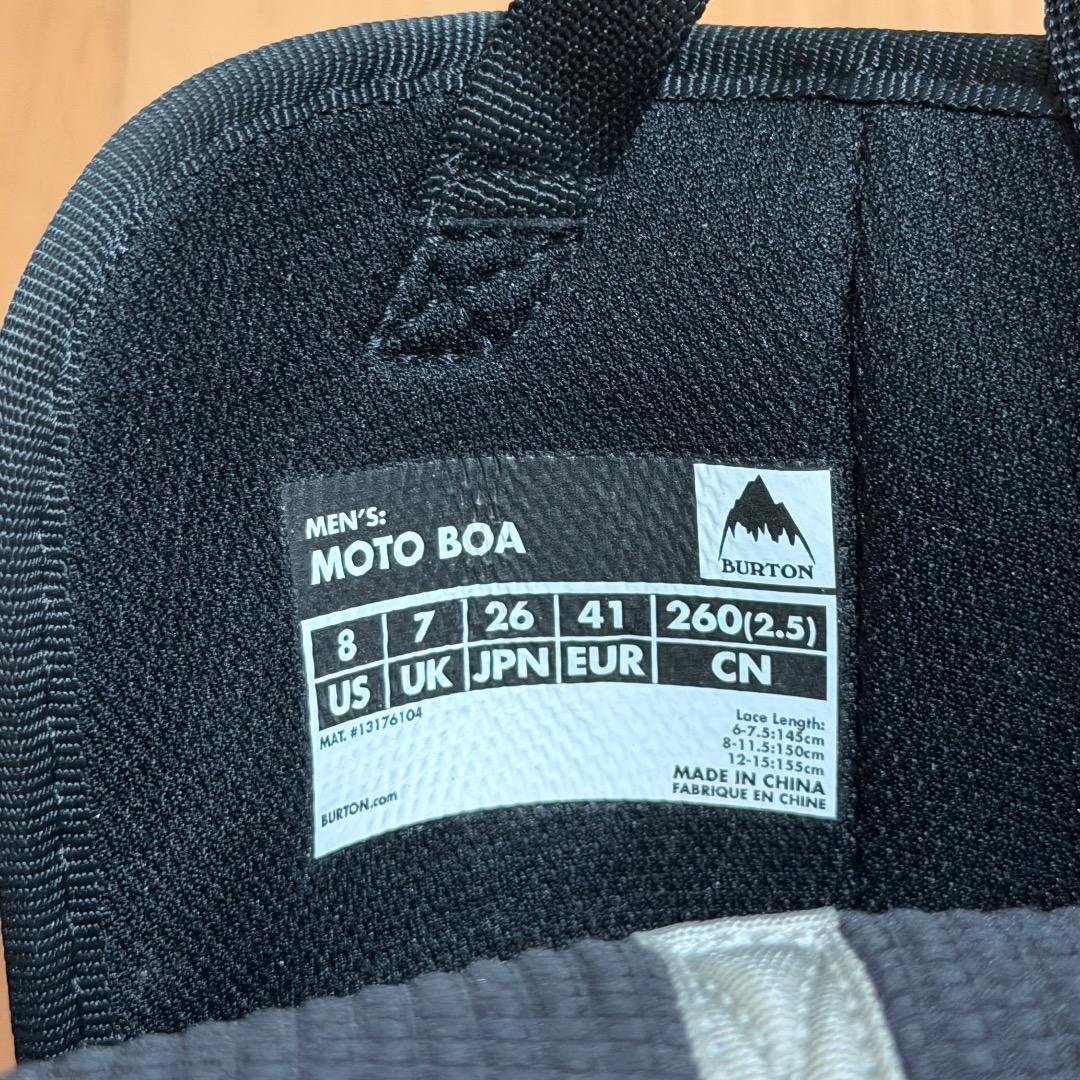 MEN'S:
MOTO BOA
BURTON
8 7 26 41 260(2.5)
US UK JPN EUR CN
MAT. #13176104
Lace Length:
6-7.5:145cm
8-11.5:150cm
12-15:155cm
MADE IN CHINA
FABRIQUE EN CHINE
BURTON.com